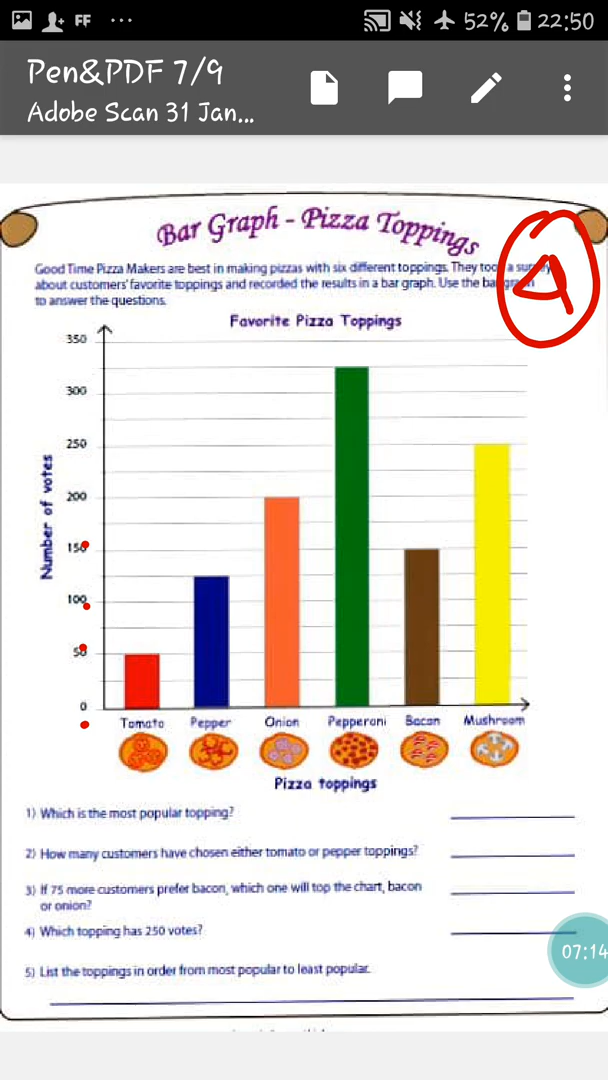 FF ... 52% 22:50
Pen&PDF 7/9
Adobe Scan 31 Jan...
Bar Graph - Pizza Toppings
A
Good Time Pizza Makers are best in making pizzas with six different toppings. They took a survey
about customers' favorite toppings and recorded the results in a bar graph. Use the bar graph
to answer the questions.
Favorite Pizza Toppings
350
300
250
200
150
100
50
0
Number of votes
Tomato Pepper Onion Pepperoni Bacon Mushroom
Pizza toppings
1) Which is the most popular topping?
2) How many customers have chosen either tomato or pepper toppings?
3) If 75 more customers prefer bacon, which one will top the chart, bacon
or onion?
4) Which topping has 250 votes?
07:14
5) List the toppings in order from most popular to least popular.